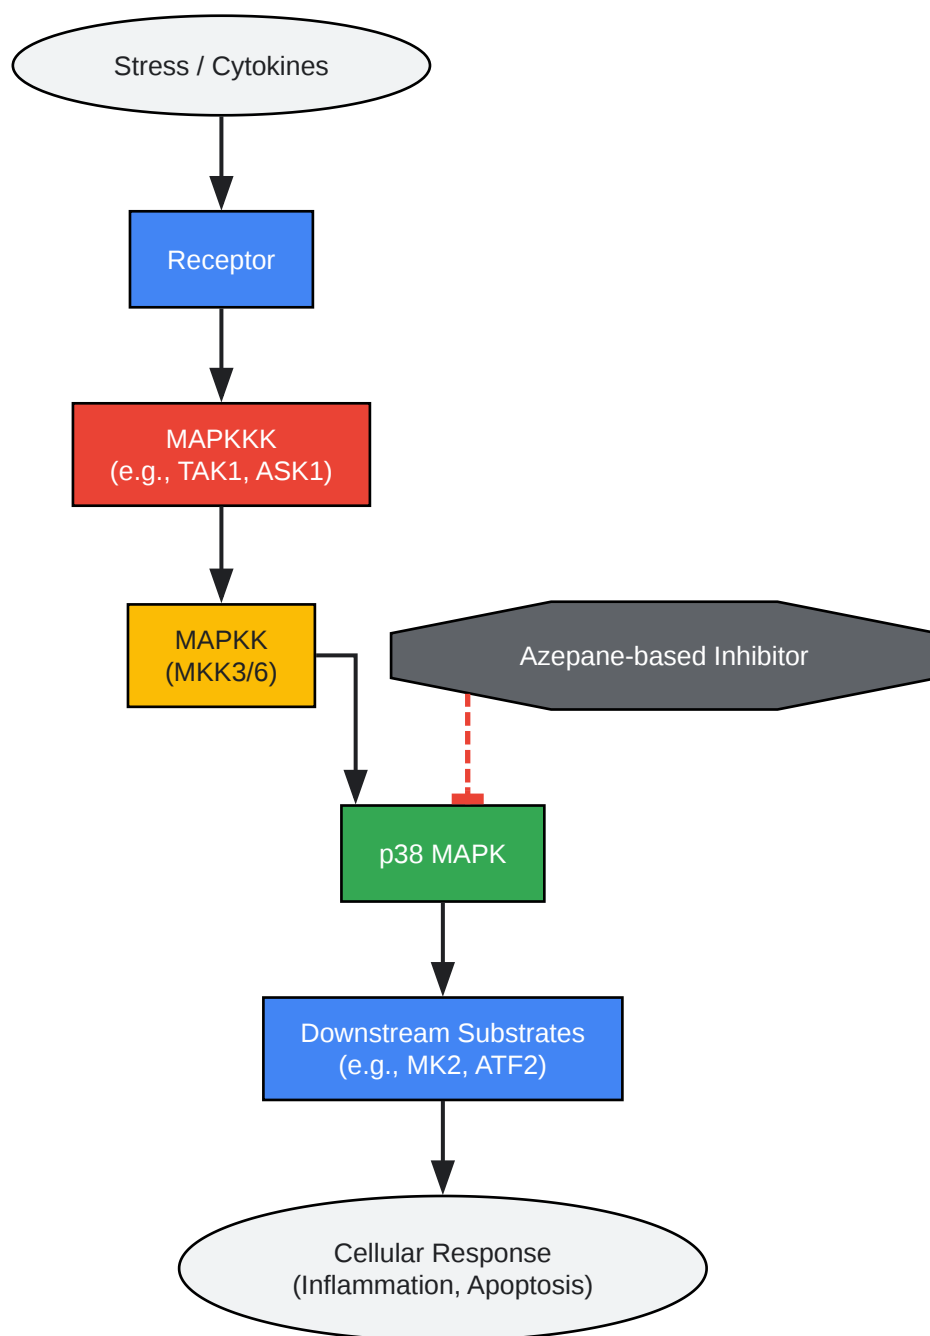 Stress / Cytokines
Receptor
MAPKKK
(e.g., TAK1, ASK1)
MAPKK
(MKK3/6)
Azepane-based Inhibitor
p38 MAPK
Downstream Substrates
(e.g., MK2, ATF2)
Cellular Response
(Inflammation, Apoptosis)